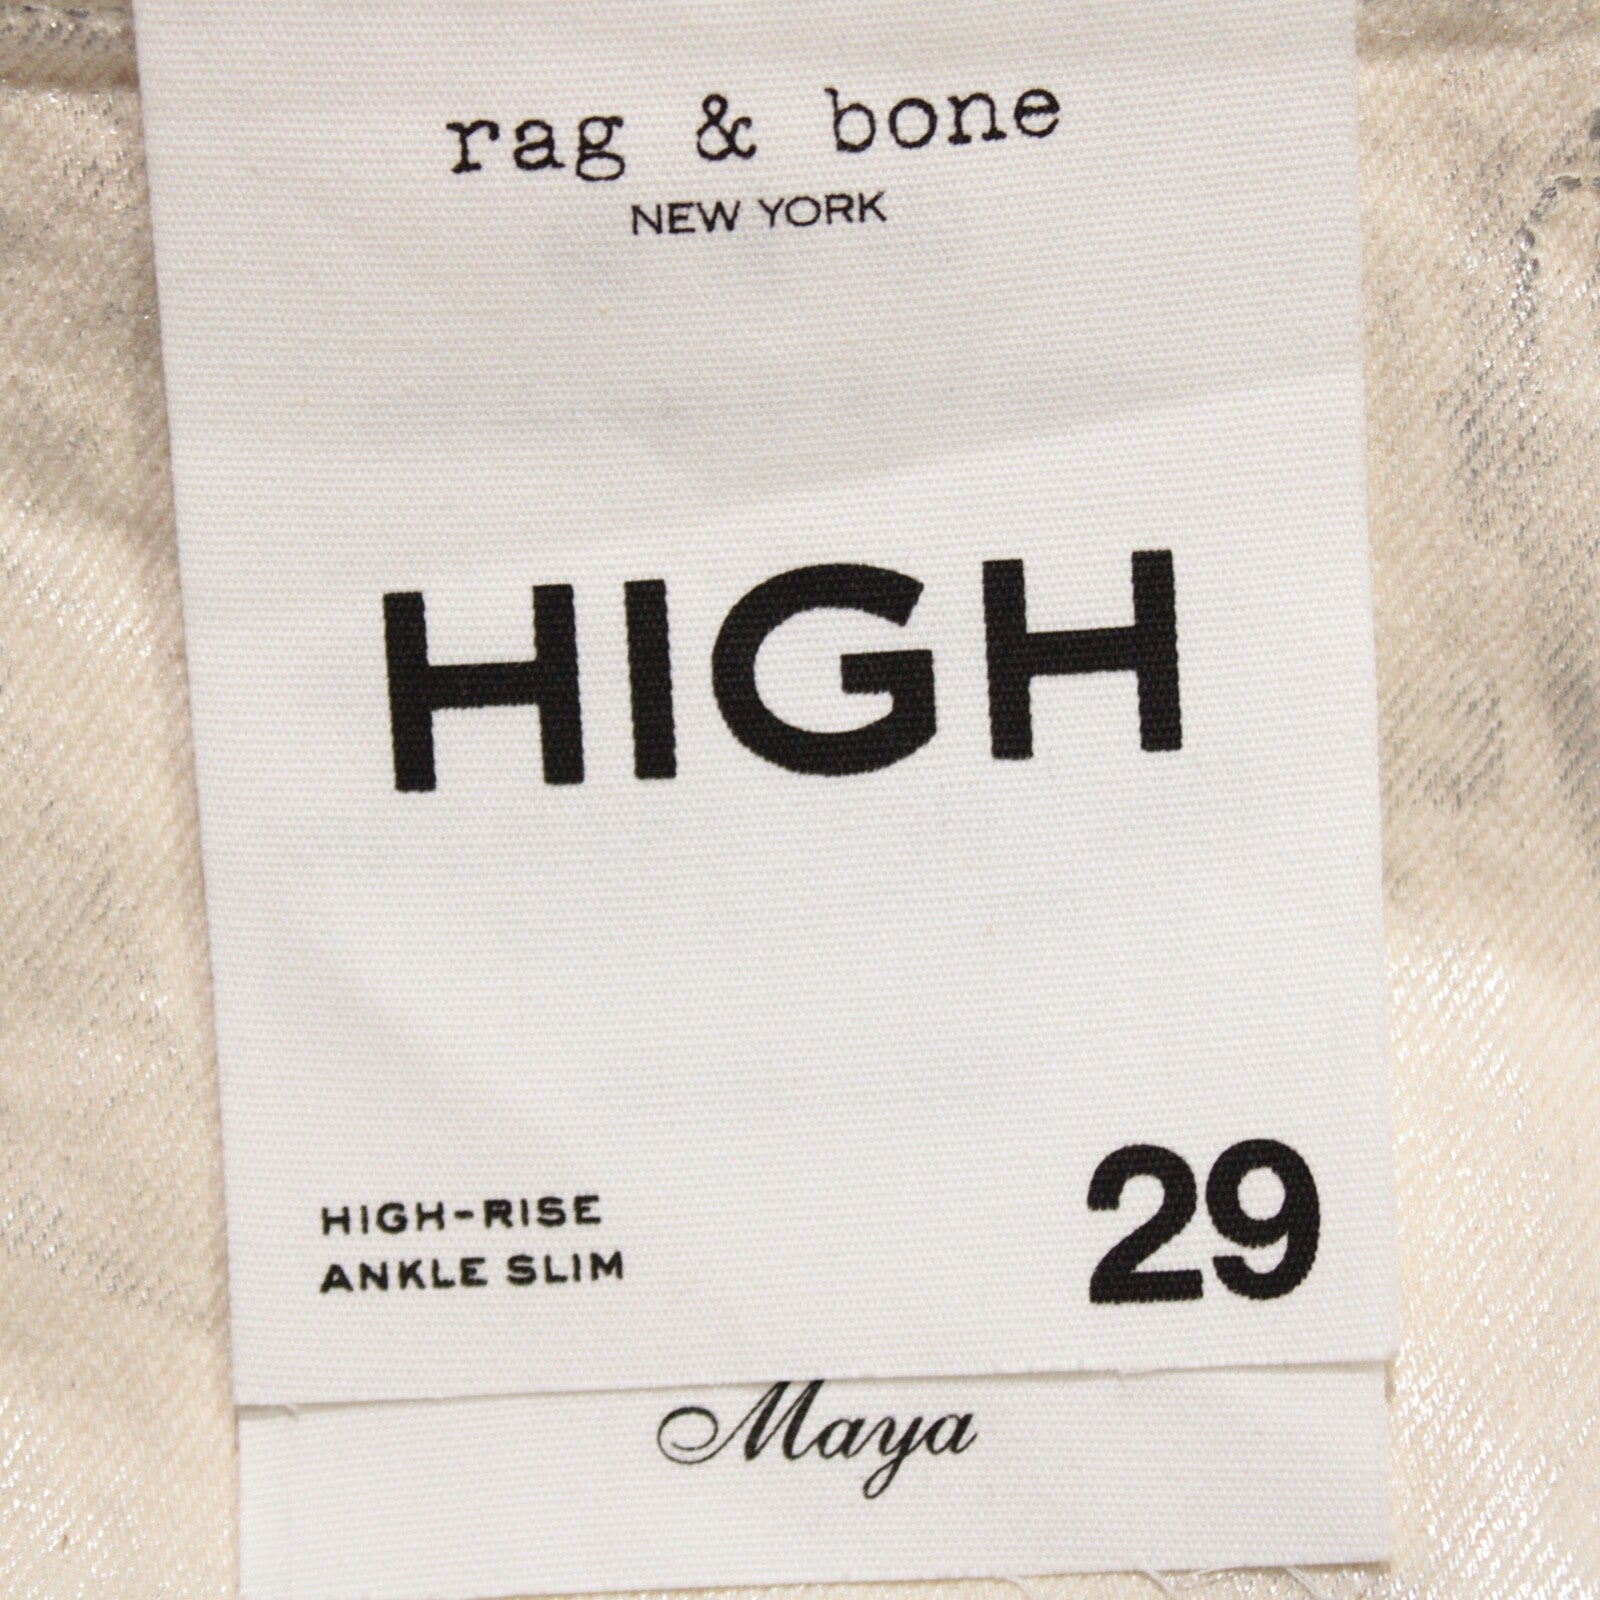 rag & bone
NEW YORK
HIGH
HIGH-RISE
ANKLE SLIM
29
Maya